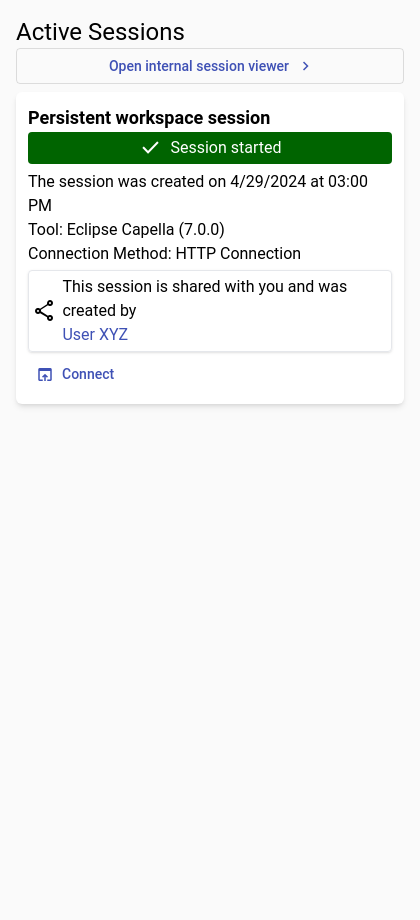 Active Sessions
Open internal session viewer
Persistent workspace session
Session started
The session was created on 4/29/2024 at 03:00
PM
Tool: Eclipse Capella (7.0.0)
Connection Method: HTTP Connection
This session is shared with you and was
created by
User XYZ
Connect